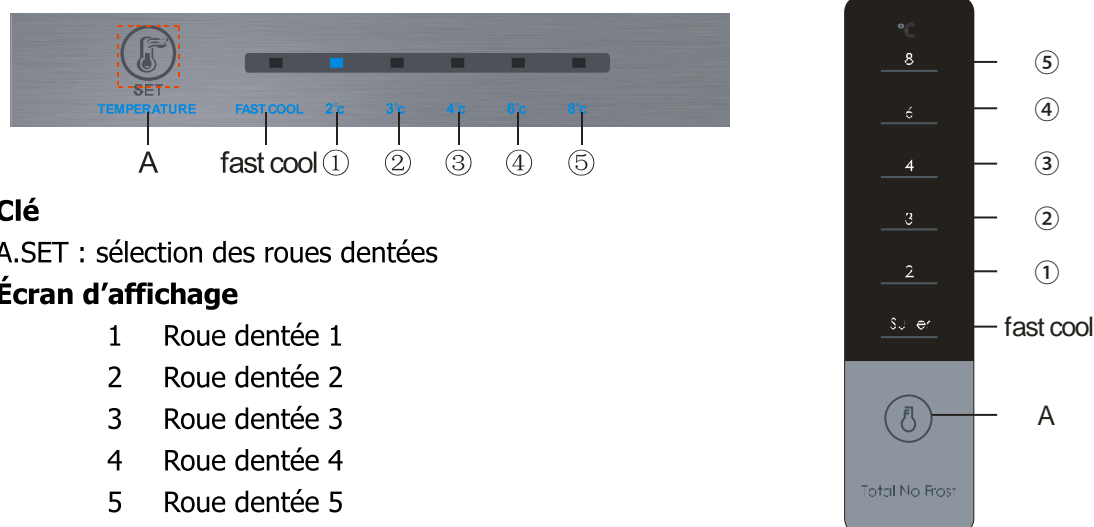 SET
TEMPERATURE FAST COOL 2°c 3°c 4°c 6°c 8°c
A fast cool ① ② ③ ④ ⑤
Clé
A.SET : sélection des roues dentées
Écran d’affichage
1 Roue dentée 1
2 Roue dentée 2
3 Roue dentée 3
4 Roue dentée 4
5 Roue dentée 5
°C
8 ⑤
6 ④
4 ③
3 ②
2 ①
Super fast cool
A
Total No Frost